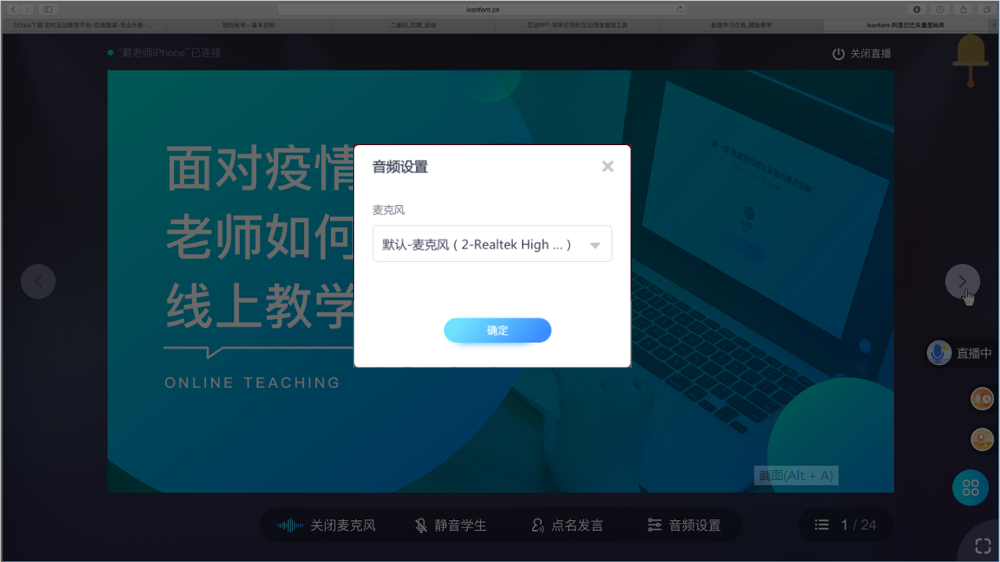 iconfont.cn
CCtalk下载 实时互动教育平台-在线授课-专业外教-...
我的帐号—基本资料
二维码_花瓣_画板
互动PPT-简单好用的互动课堂管理工具
新建学习任务_辅助教学
Iconfont-阿里巴巴矢量图标库
“戴老师iPhone”已连接
关闭直播
面对疫情
老师如何
线上教学
ONLINE TEACHING
音频设置
麦克风
默认-麦克风 ( 2-Realtek High ... )
确定
直播中
截图(Alt + A)
关闭麦克风
静音学生
点名发言
音频设置
1 / 24